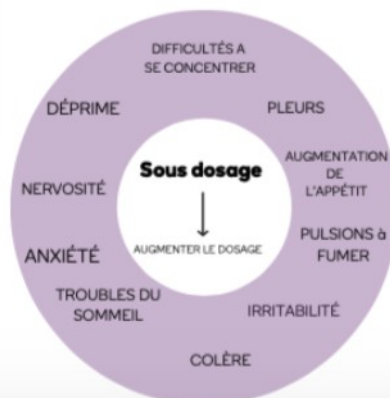 DIFFICULTÉS A
SE CONCENTRER
PLEURS
AUGMENTATION
DE
L'APPÉTIT
PULSIONS à
FUMER
IRRITABILITÉ
COLÈRE
TROUBLES DU
SOMMEIL
ANXIÉTÉ
NERVOSITÉ
DÉPRIME
Sous dosage
AUGMENTER LE DOSAGE